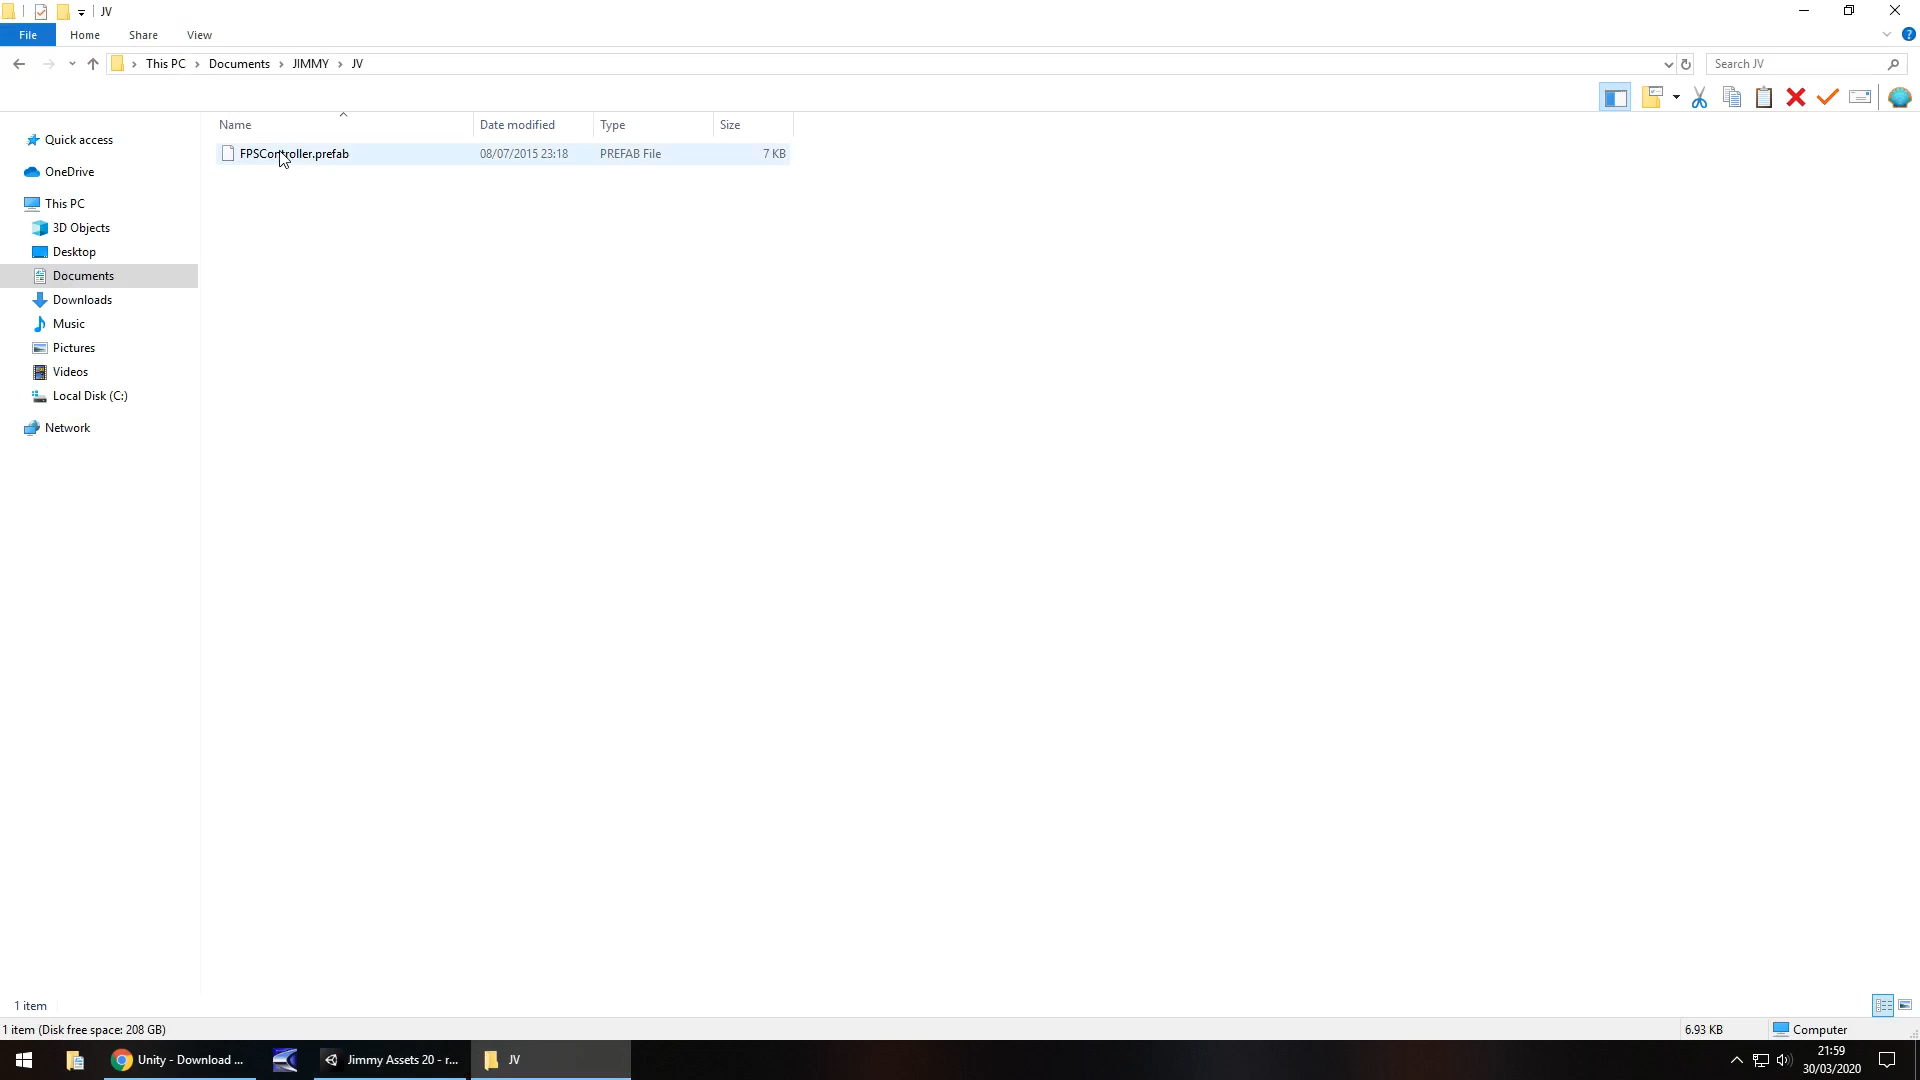 JV
File Home Share View
This PC Documents JIMMY JV
Search JV
Name Date modified Type Size
FPSController.prefab 08/07/2015 23:18 PREFAB File 7 KB
Quick access
OneDrive
This PC
3D Objects
Desktop
Documents
Downloads
Music
Pictures
Videos
Local Disk (C:)
Network
1 item
1 item (Disk free space: 208 GB) 6.93 KB Computer
Unity - Download ... Jimmy Assets 20 - r... JV
21:59
30/03/2020